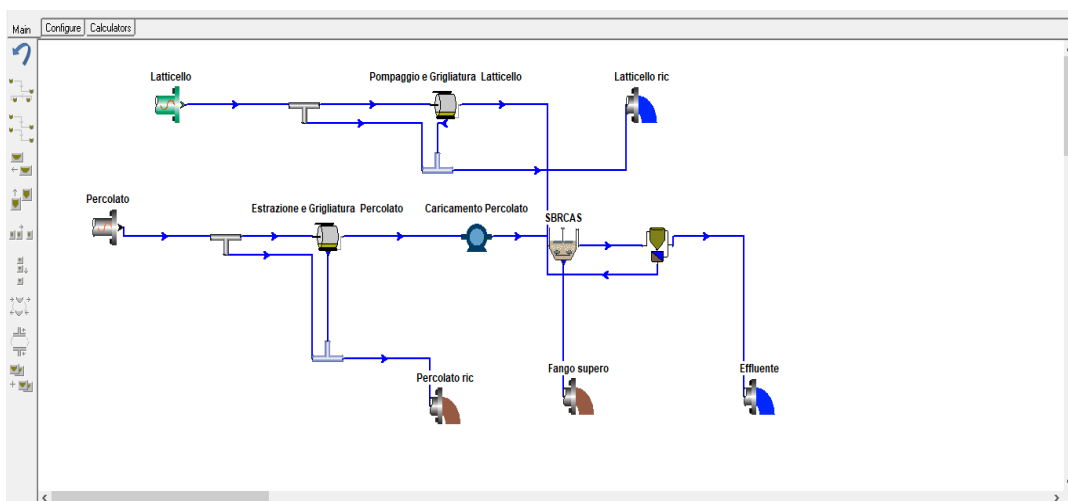 Main
Configure
Calculators
Latticello
Pompaggio e Grigliatura Latticello
Latticello ric
Percolato
Estrazione e Grigliatura Percolato
Caricamento Percolato
SBRCAS
Percolato ric
Fango supero
Effluente